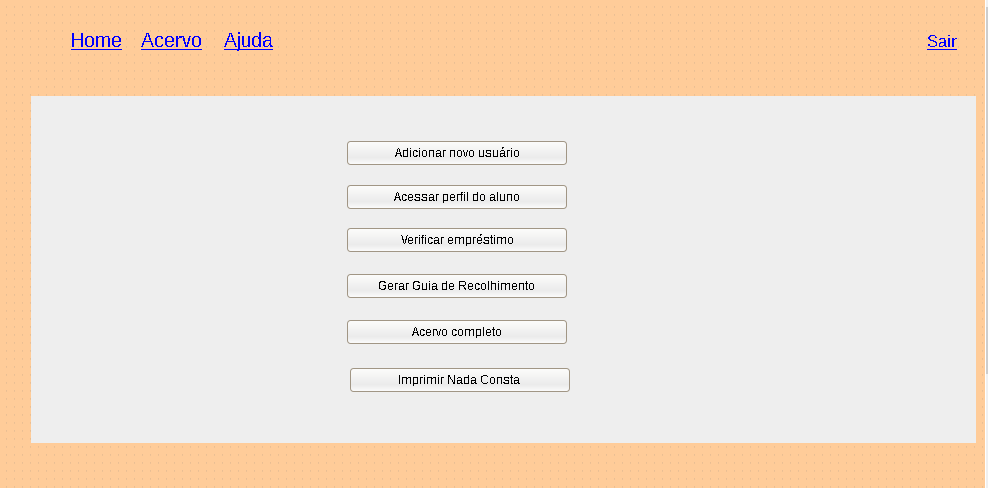 Home Acervo Ajuda Sair
Adicionar novo usuário
Acessar perfil do aluno
Verificar empréstimo
Gerar Guia de Recolhimento
Acervo completo
Imprimir Nada Consta